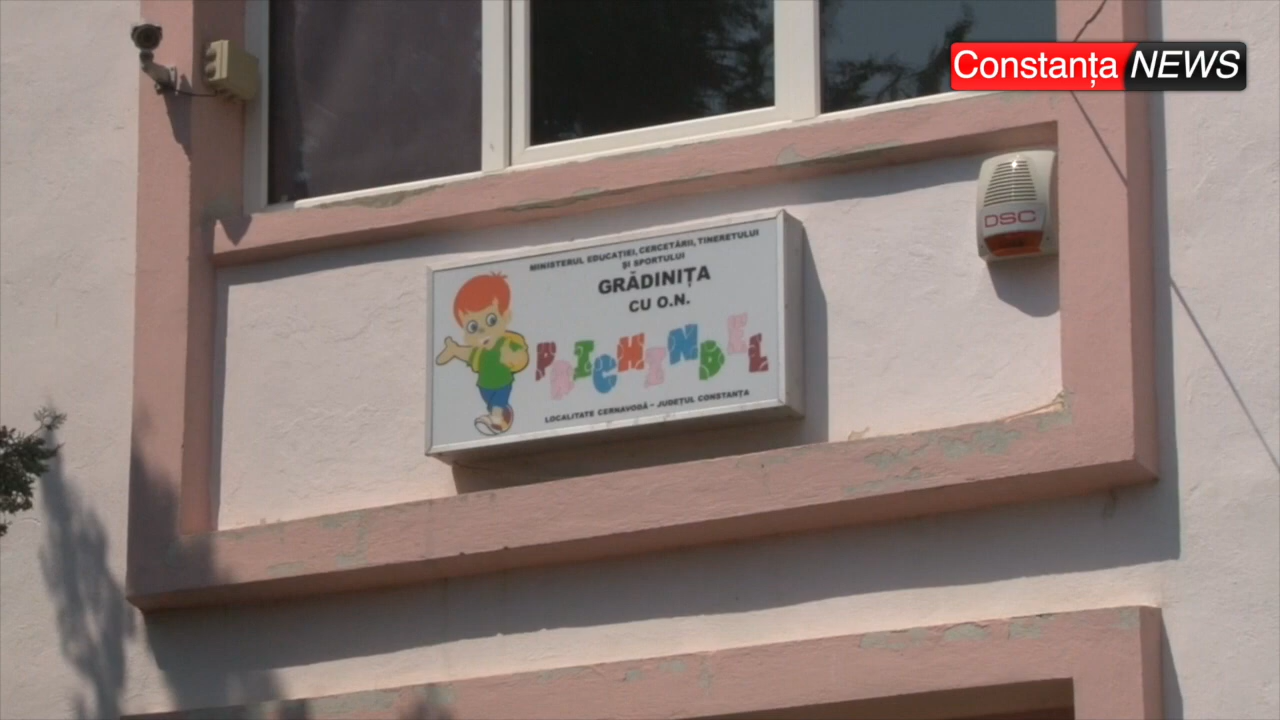 Constanța NEWS
MINISTERUL EDUCAȚIEI, CERCETĂRII, TINERETULUI
ȘI SPORTULUI
GRĂDINIȚA
CU O.N.
PRICHINDEL
LOCALITATE CERNAVODĂ – JUDEȚUL CONSTANȚA
DSC